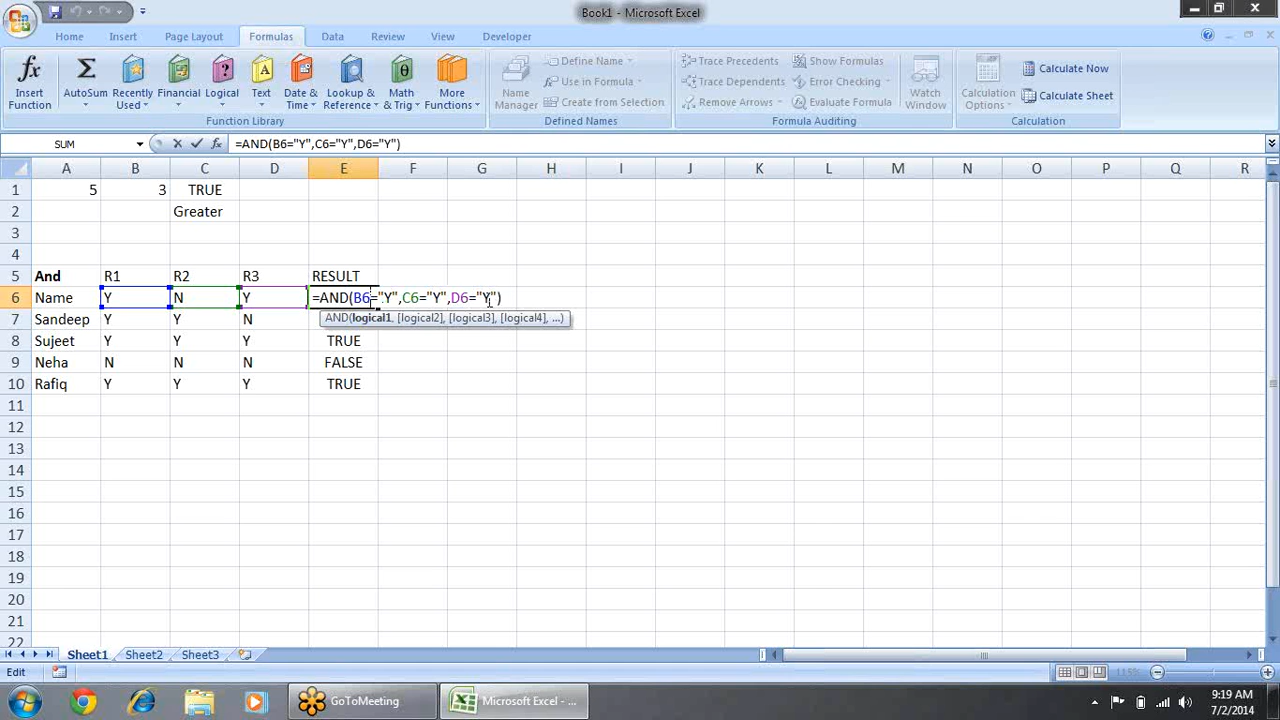 Book1 - Microsoft Excel
Home Insert Page Layout Formulas Data Review View Developer
Insert Function
AutoSum
Recently Used
Financial
Logical
Text
Date & Time
Lookup & Reference
Math & Trig
More Functions
Function Library
Name Manager
Define Name
Use in Formula
Create from Selection
Defined Names
Trace Precedents
Trace Dependents
Remove Arrows
Show Formulas
Error Checking
Evaluate Formula
Watch Window
Formula Auditing
Calculation Options
Calculate Now
Calculate Sheet
Calculation
SUM =AND(B6="Y",C6="Y",D6="Y")
A B C D E F G H I J K L M N O P Q R
1 5 3 TRUE
2 Greater
3
4
5 And R1 R2 R3 RESULT
6 Name Y N Y =AND(B6="Y",C6="Y",D6="Y")
7 Sandeep Y Y N AND(logical1, [logical2], [logical3], [logical4], ...)
8 Sujeet Y Y Y TRUE
9 Neha N N N FALSE
10 Rafiq Y Y Y TRUE
11
12
13
14
15
16
17
18
19
20
21
22
Sheet1 Sheet2 Sheet3
Edit 115%
GoToMeeting Microsoft Excel - ... 9:19 AM
7/2/2014